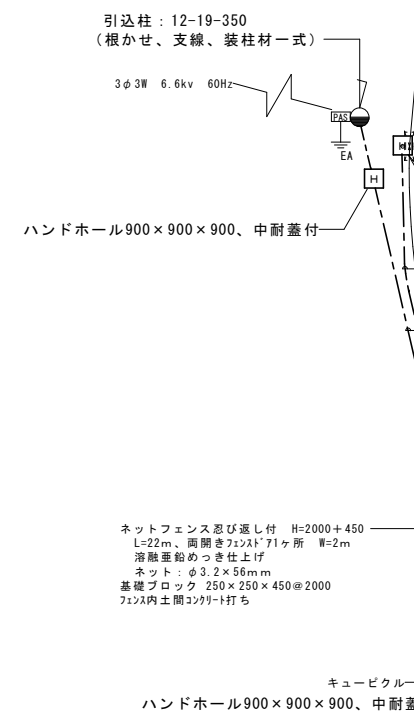 引込柱：12-19-350
（根かせ、支線、装柱材一式）
3φ3W 6.6kv 60Hz
PAS
EA
H
ハンドホール900×900×900、中耐蓋付
ネットフェンス忍び返し付 H=2000＋450
L=22m、両開きﾌｪﾝｽﾄﾞｱ1ヶ所 W=2m
溶融亜鉛めっき仕上げ
ネット：φ3.2×56mm
基礎ブロック 250×250×450@2000
ﾌｪﾝｽ内土間ｺﾝｸﾘｰﾄ打ち
キュービクル
ハンドホール900×900×900、中耐